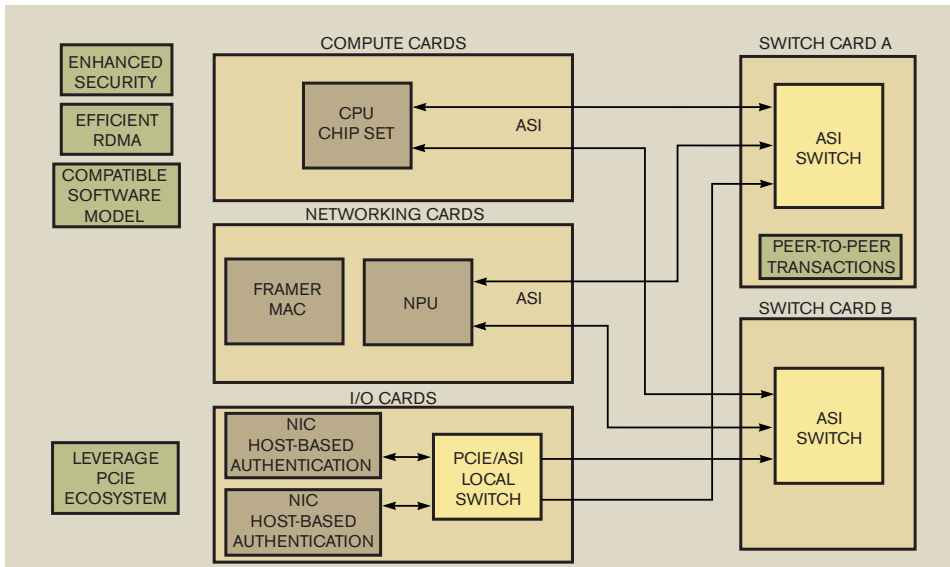 ENHANCED
SECURITY
EFFICIENT
RDMA
COMPATIBLE
SOFTWARE
MODEL
LEVERAGE
PCIE
ECOSYSTEM
COMPUTE CARDS
CPU
CHIP SET
ASI
NETWORKING CARDS
FRAMER
MAC
NPU
ASI
I/O CARDS
NIC
HOST-BASED
AUTHENTICATION
NIC
HOST-BASED
AUTHENTICATION
PCIE/ASI
LOCAL
SWITCH
SWITCH CARD A
ASI
SWITCH
PEER-TO-PEER
TRANSACTIONS
SWITCH CARD B
ASI
SWITCH